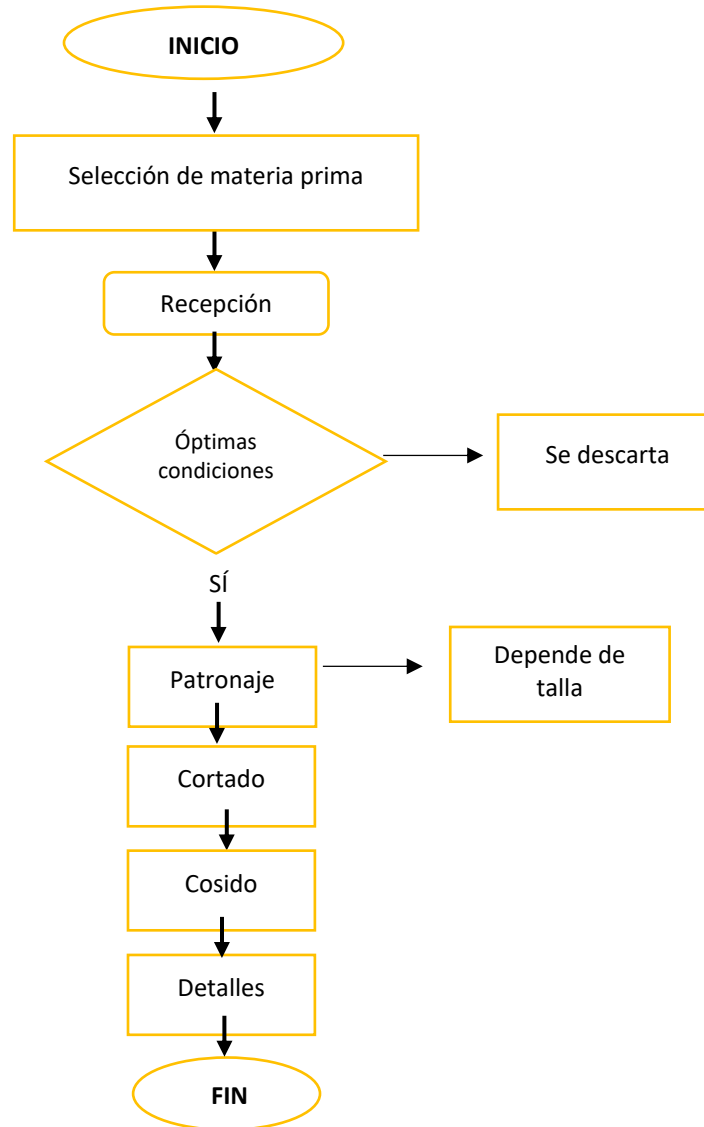 INICIO
Selección de materia prima
Recepción
Óptimas
condiciones
Se descarta
SÍ
Patronaje
Depende de
talla
Cortado
Cosido
Detalles
FIN